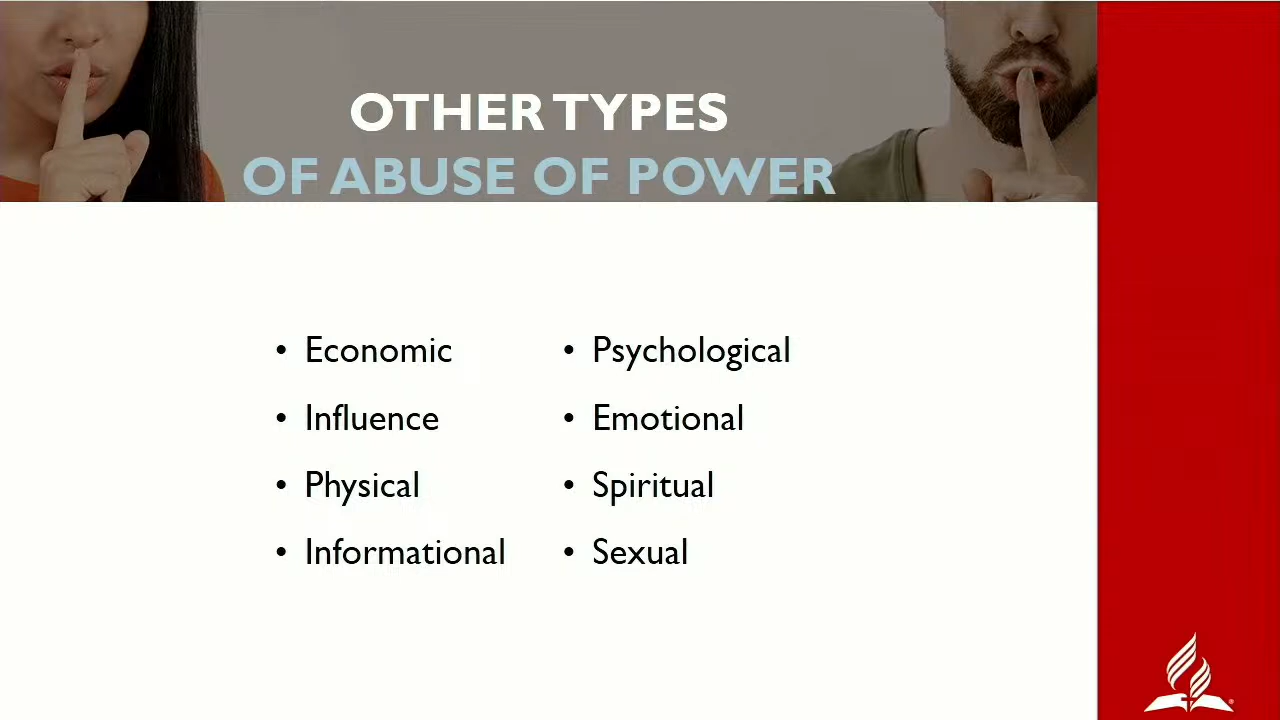 OTHER TYPES
OF ABUSE OF POWER
• Economic
• Influence
• Physical
• Informational
• Psychological
• Emotional
• Spiritual
• Sexual